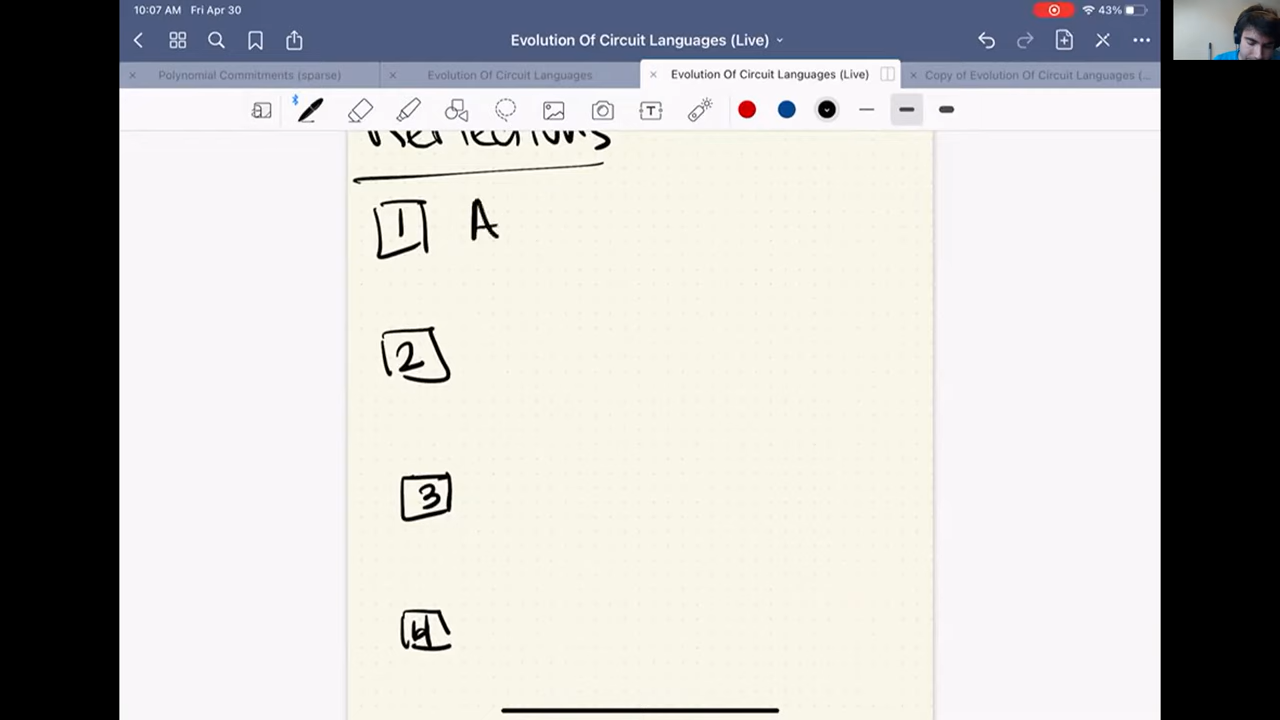 10:07 AM Fri Apr 30
43%
Evolution Of Circuit Languages (Live)
Polynomial Commitments (sparse)
Evolution Of Circuit Languages
Evolution Of Circuit Languages (Live)
Copy of Evolution Of Circuit Languages (...
T
Reflections
1 A
2
3
4